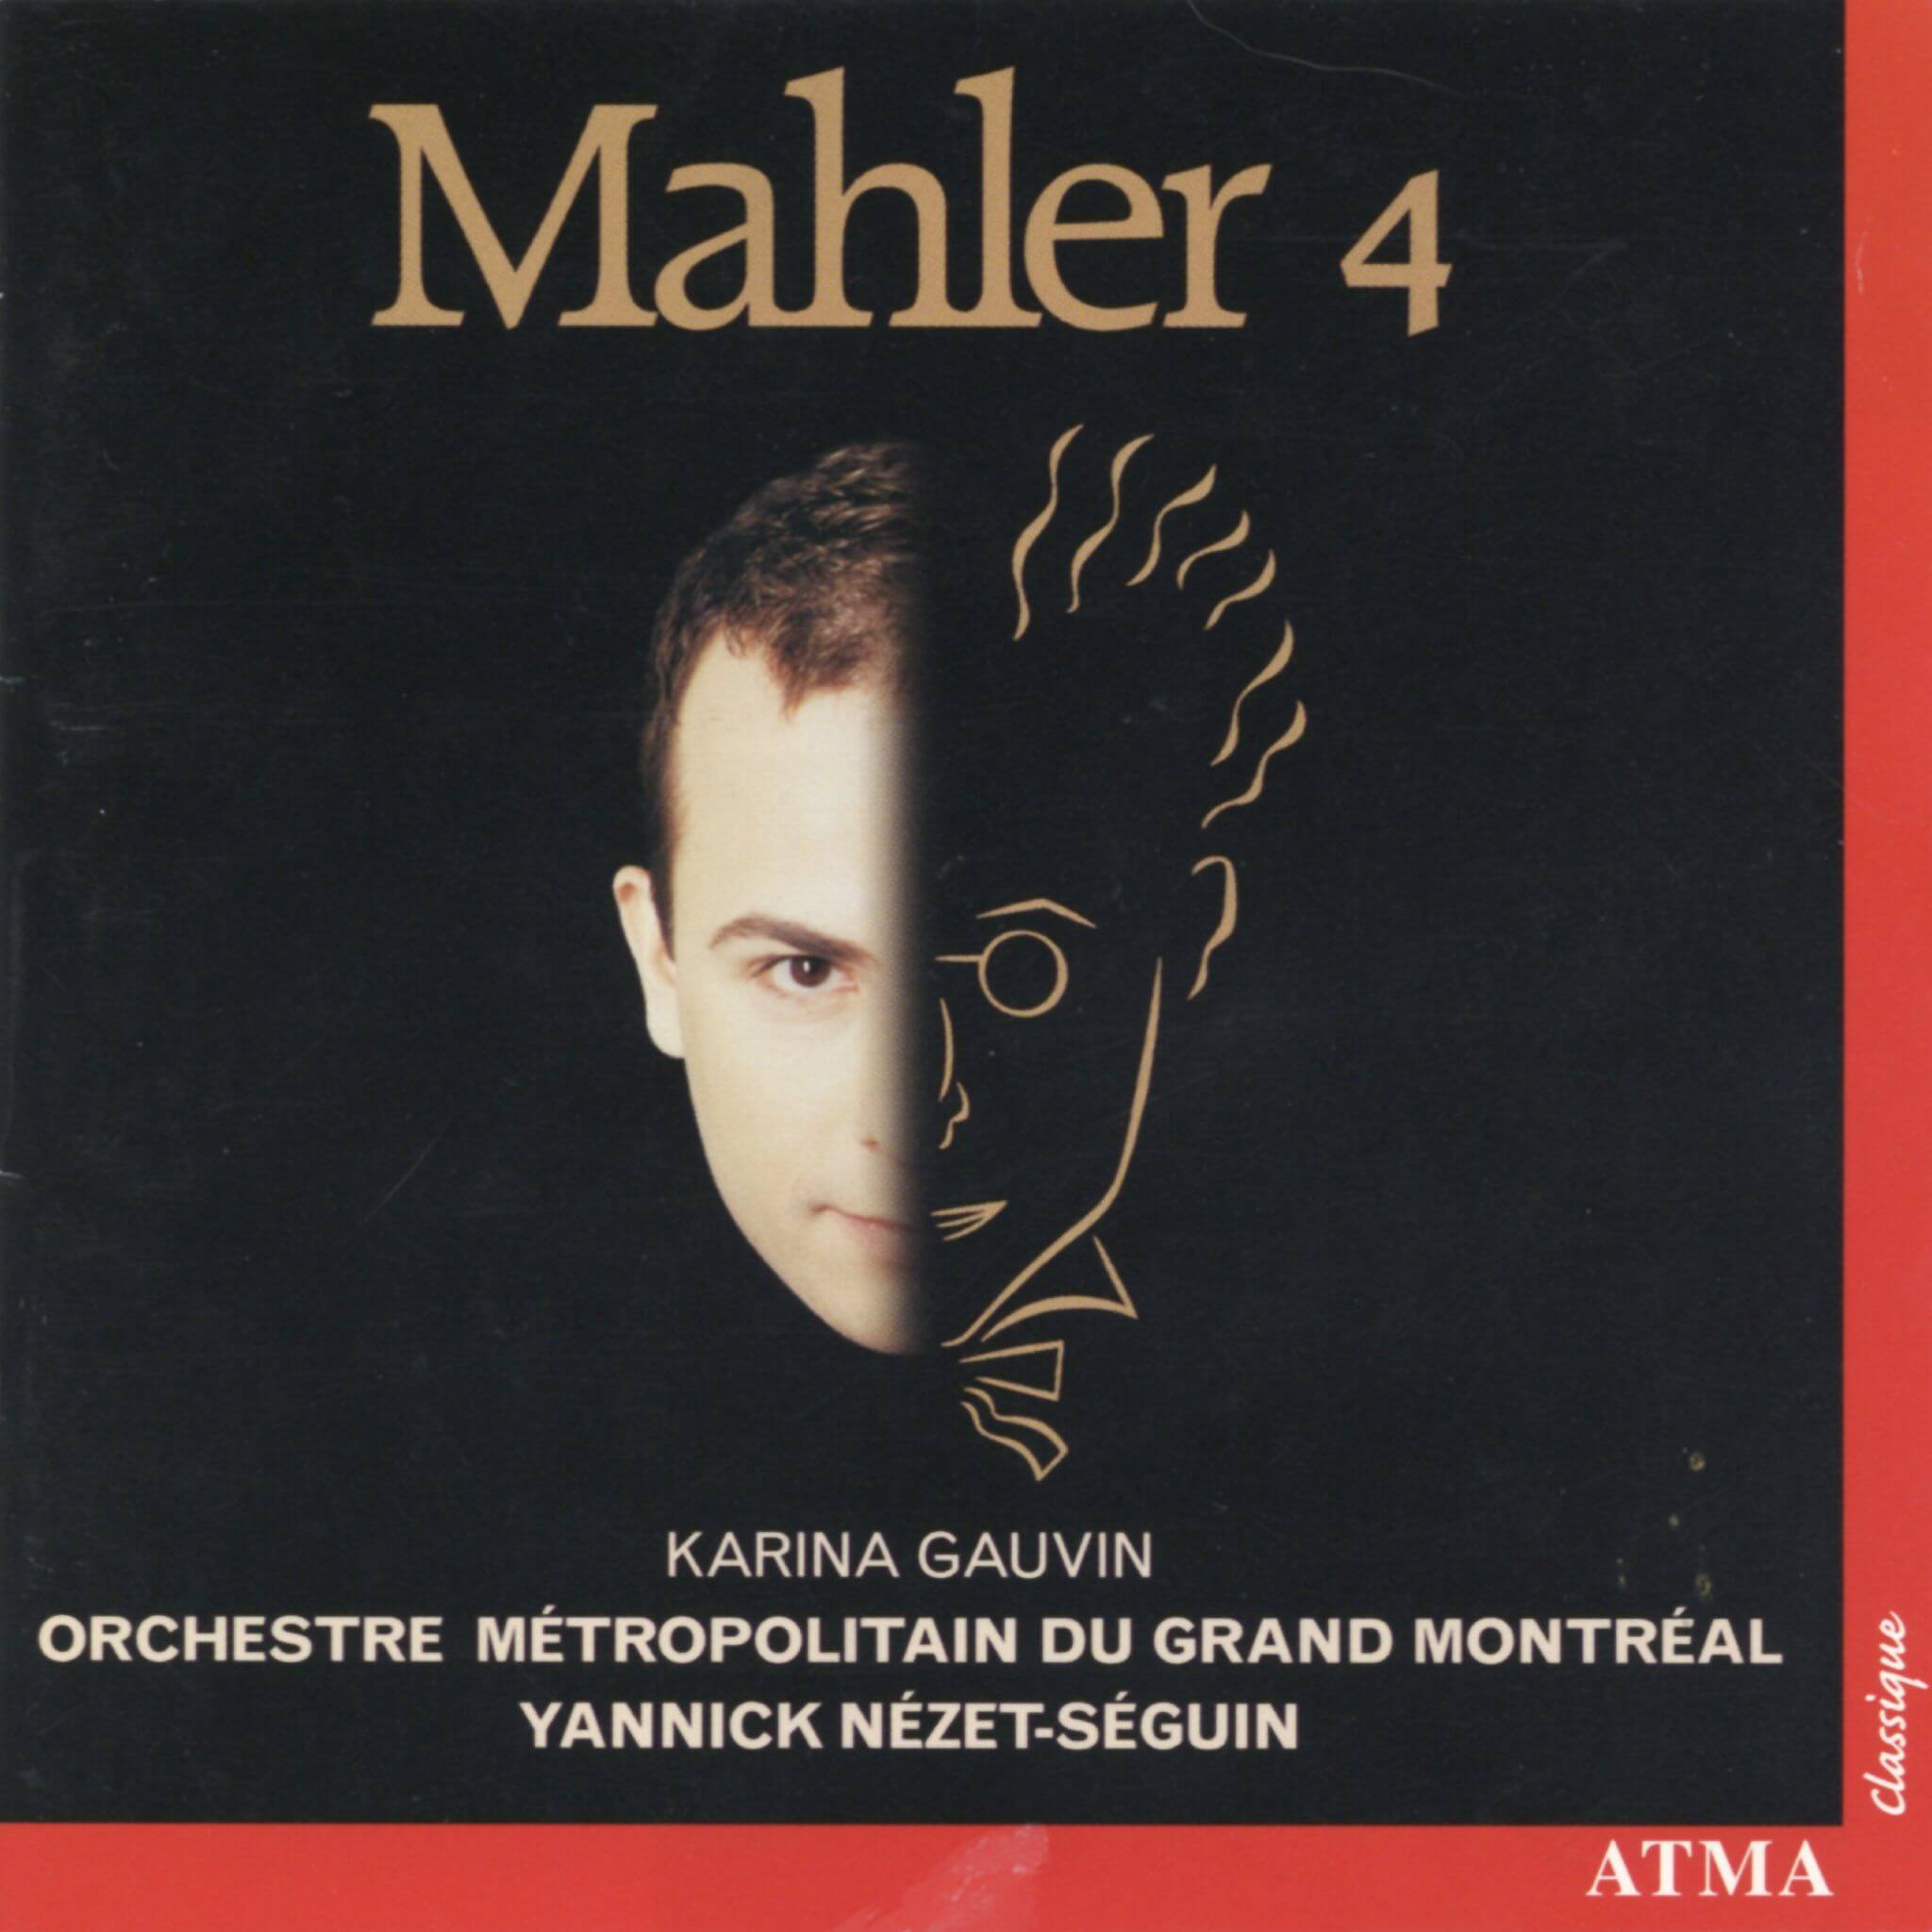 Mahler 4
KARINA GAUVIN
ORCHESTRE MÉTROPOLITAIN DU GRAND MONTRÉAL
YANNICK NÉZET-SÉGUIN
Classique
ATMA